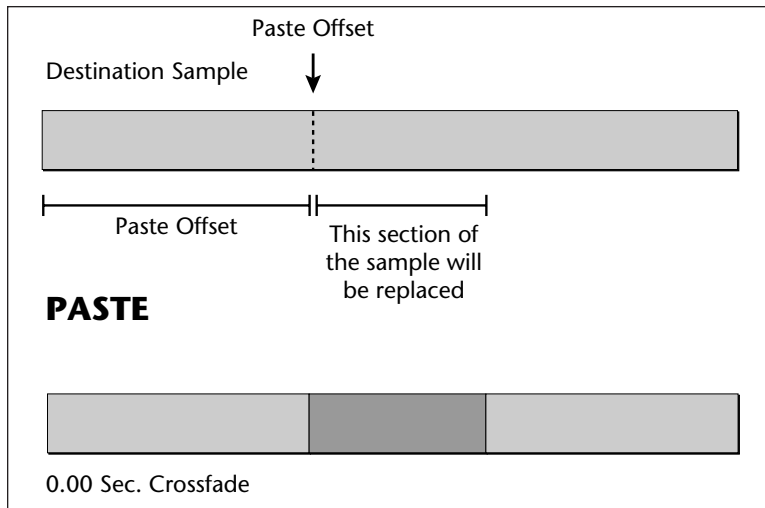 Paste Offset
Destination Sample
Paste Offset
This section of
the sample will
be replaced
PASTE
0.00 Sec. Crossfade